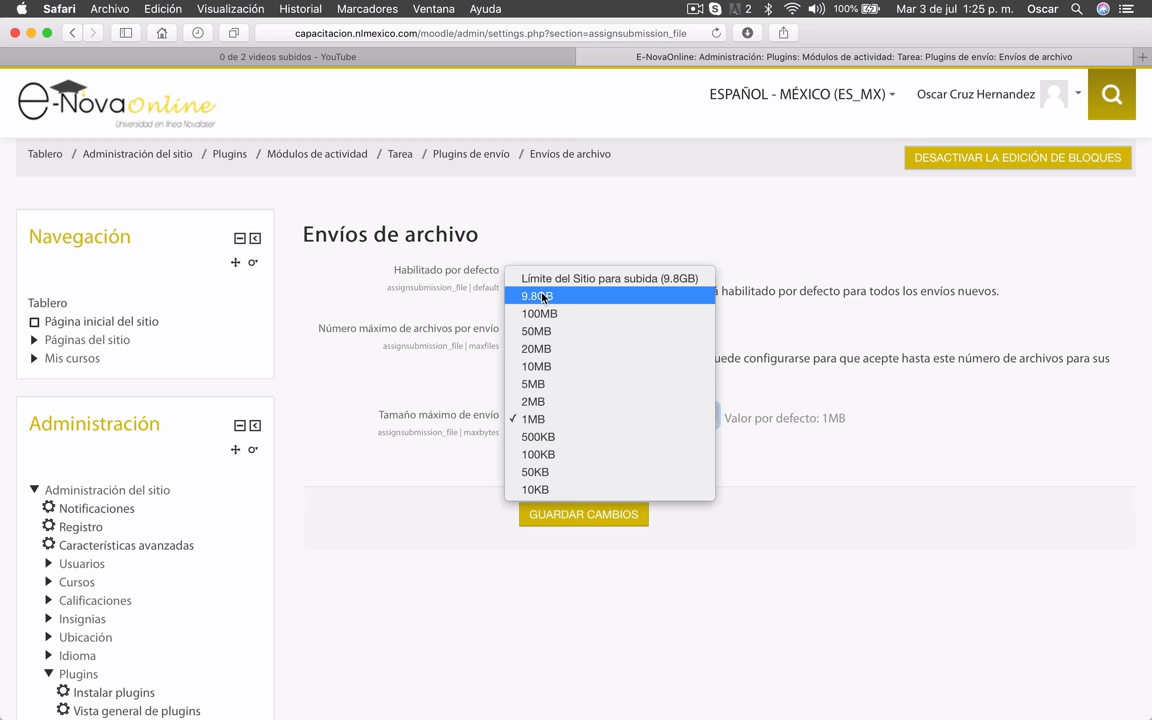 Safari Archivo Edición Visualización Historial Marcadores Ventana Ayuda 2 100% Mar 3 de jul 1:25 p. m. Oscar
capacitacion.nlmexico.com/moodle/admin/settings.php?section=assignsubmission_file
0 de 2 videos subidos - YouTube
E-NovaOnline: Administración: Plugins: Módulos de actividad: Tarea: Plugins de envío: Envíos de archivo
e-NovaOnline
Universidad en línea Novalaser
ESPAÑOL - MÉXICO (ES_MX)
Oscar Cruz Hernandez
Tablero / Administración del sitio / Plugins / Módulos de actividad / Tarea / Plugins de envío / Envíos de archivo
DESACTIVAR LA EDICIÓN DE BLOQUES
Navegación
Tablero
Página inicial del sitio
Páginas del sitio
Mis cursos
Administración
Administración del sitio
Notificaciones
Registro
Características avanzadas
Usuarios
Cursos
Calificaciones
Insignias
Ubicación
Idioma
Plugins
Instalar plugins
Vista general de plugins
Envíos de archivo
Habilitado por defecto
assignsubmission_file | default
habilitado por defecto para todos los envíos nuevos.
Número máximo de archivos por envío
assignsubmission_file | maxfiles
uede configurarse para que acepte hasta este número de archivos para sus
Tamaño máximo de envío
assignsubmission_file | maxbytes
Valor por defecto: 1MB
Límite del Sitio para subida (9.8GB)
9.8GB
100MB
50MB
20MB
10MB
5MB
2MB
✓ 1MB
500KB
100KB
50KB
10KB
GUARDAR CAMBIOS